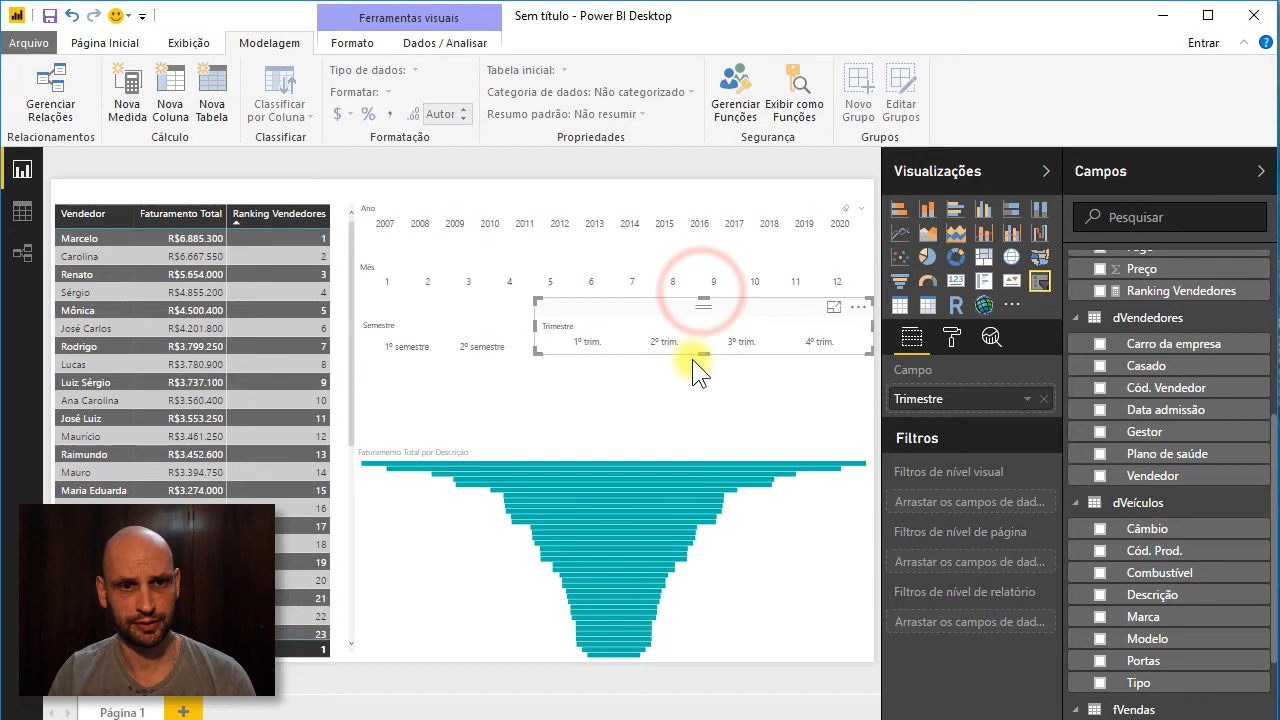 Ferramentas visuais
Sem título - Power BI Desktop
Arquivo
Página Inicial
Exibição
Modelagem
Formato
Dados / Analisar
Entrar
Gerenciar Relações
Relacionamentos
Nova Medida
Nova Coluna
Nova Tabela
Cálculo
Classificar por Coluna
Classificar
Tipo de dados:
Formatar:
$ % , .00 Autor
Formatação
Tabela inicial:
Categoria de dados: Não categorizado
Resumo padrão: Não resumir
Propriedades
Gerenciar Funções
Exibir como Funções
Segurança
Novo Grupo
Editar Grupos
Grupos
Vendedor Faturamento Total Ranking Vendedores
Marcelo R$6.885.300 1
Carolina R$6.667.550 2
Renato R$5.654.000 3
Sérgio R$4.855.200 4
Mônica R$4.500.400 5
José Carlos R$4.201.800 6
Rodrigo R$3.799.250 7
Lucas R$3.780.900 8
Luiz Sérgio R$3.737.100 9
Ana Carolina R$3.560.400 10
José Luiz R$3.553.250 11
Maurício R$3.461.250 12
Raimundo R$3.452.600 13
Mauro R$3.394.750 14
Maria Eduarda R$3.274.000 15
16
17
18
19
20
21
22
23
1
Ano
2007 2008 2009 2010 2011 2012 2013 2014 2015 2016 2017 2018 2019 2020
Mês
1 2 3 4 5 6 7 8 9 10 11 12
Semestre
1º semestre 2º semestre
Trimestre
1º trim. 2º trim. 3º trim. 4º trim.
Faturamento Total por Descrição
Página 1
Visualizações
R
Campo
Trimestre
Filtros
Filtros de nível visual
Arrastar os campos de dad...
Filtros de nível de página
Arrastar os campos de dad...
Filtros de nível de relatório
Arrastar os campos de dad...
Campos
Pesquisar
Preço
Ranking Vendedores
dVendedores
Carro da empresa
Casado
Cód. Vendedor
Data admissão
Gestor
Plano de saúde
Vendedor
dVeículos
Câmbio
Cód. Prod.
Combustível
Descrição
Marca
Modelo
Portas
Tipo
fVendas